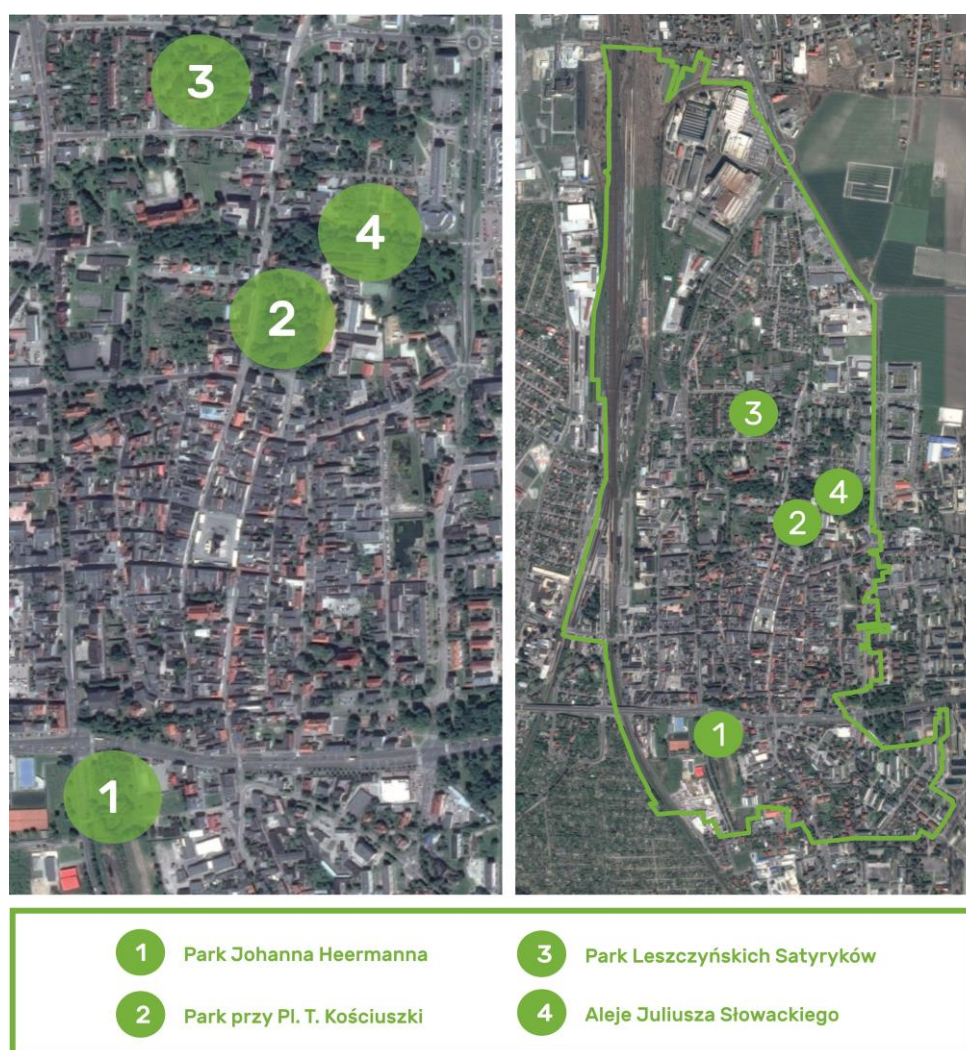 3
4
2
1
3
4
2
1
1 Park Johanna Heermanna
2 Park przy Pl. T. Kościuszki
3 Park Leszczyńskich Satyryków
4 Aleje Juliusza Słowackiego